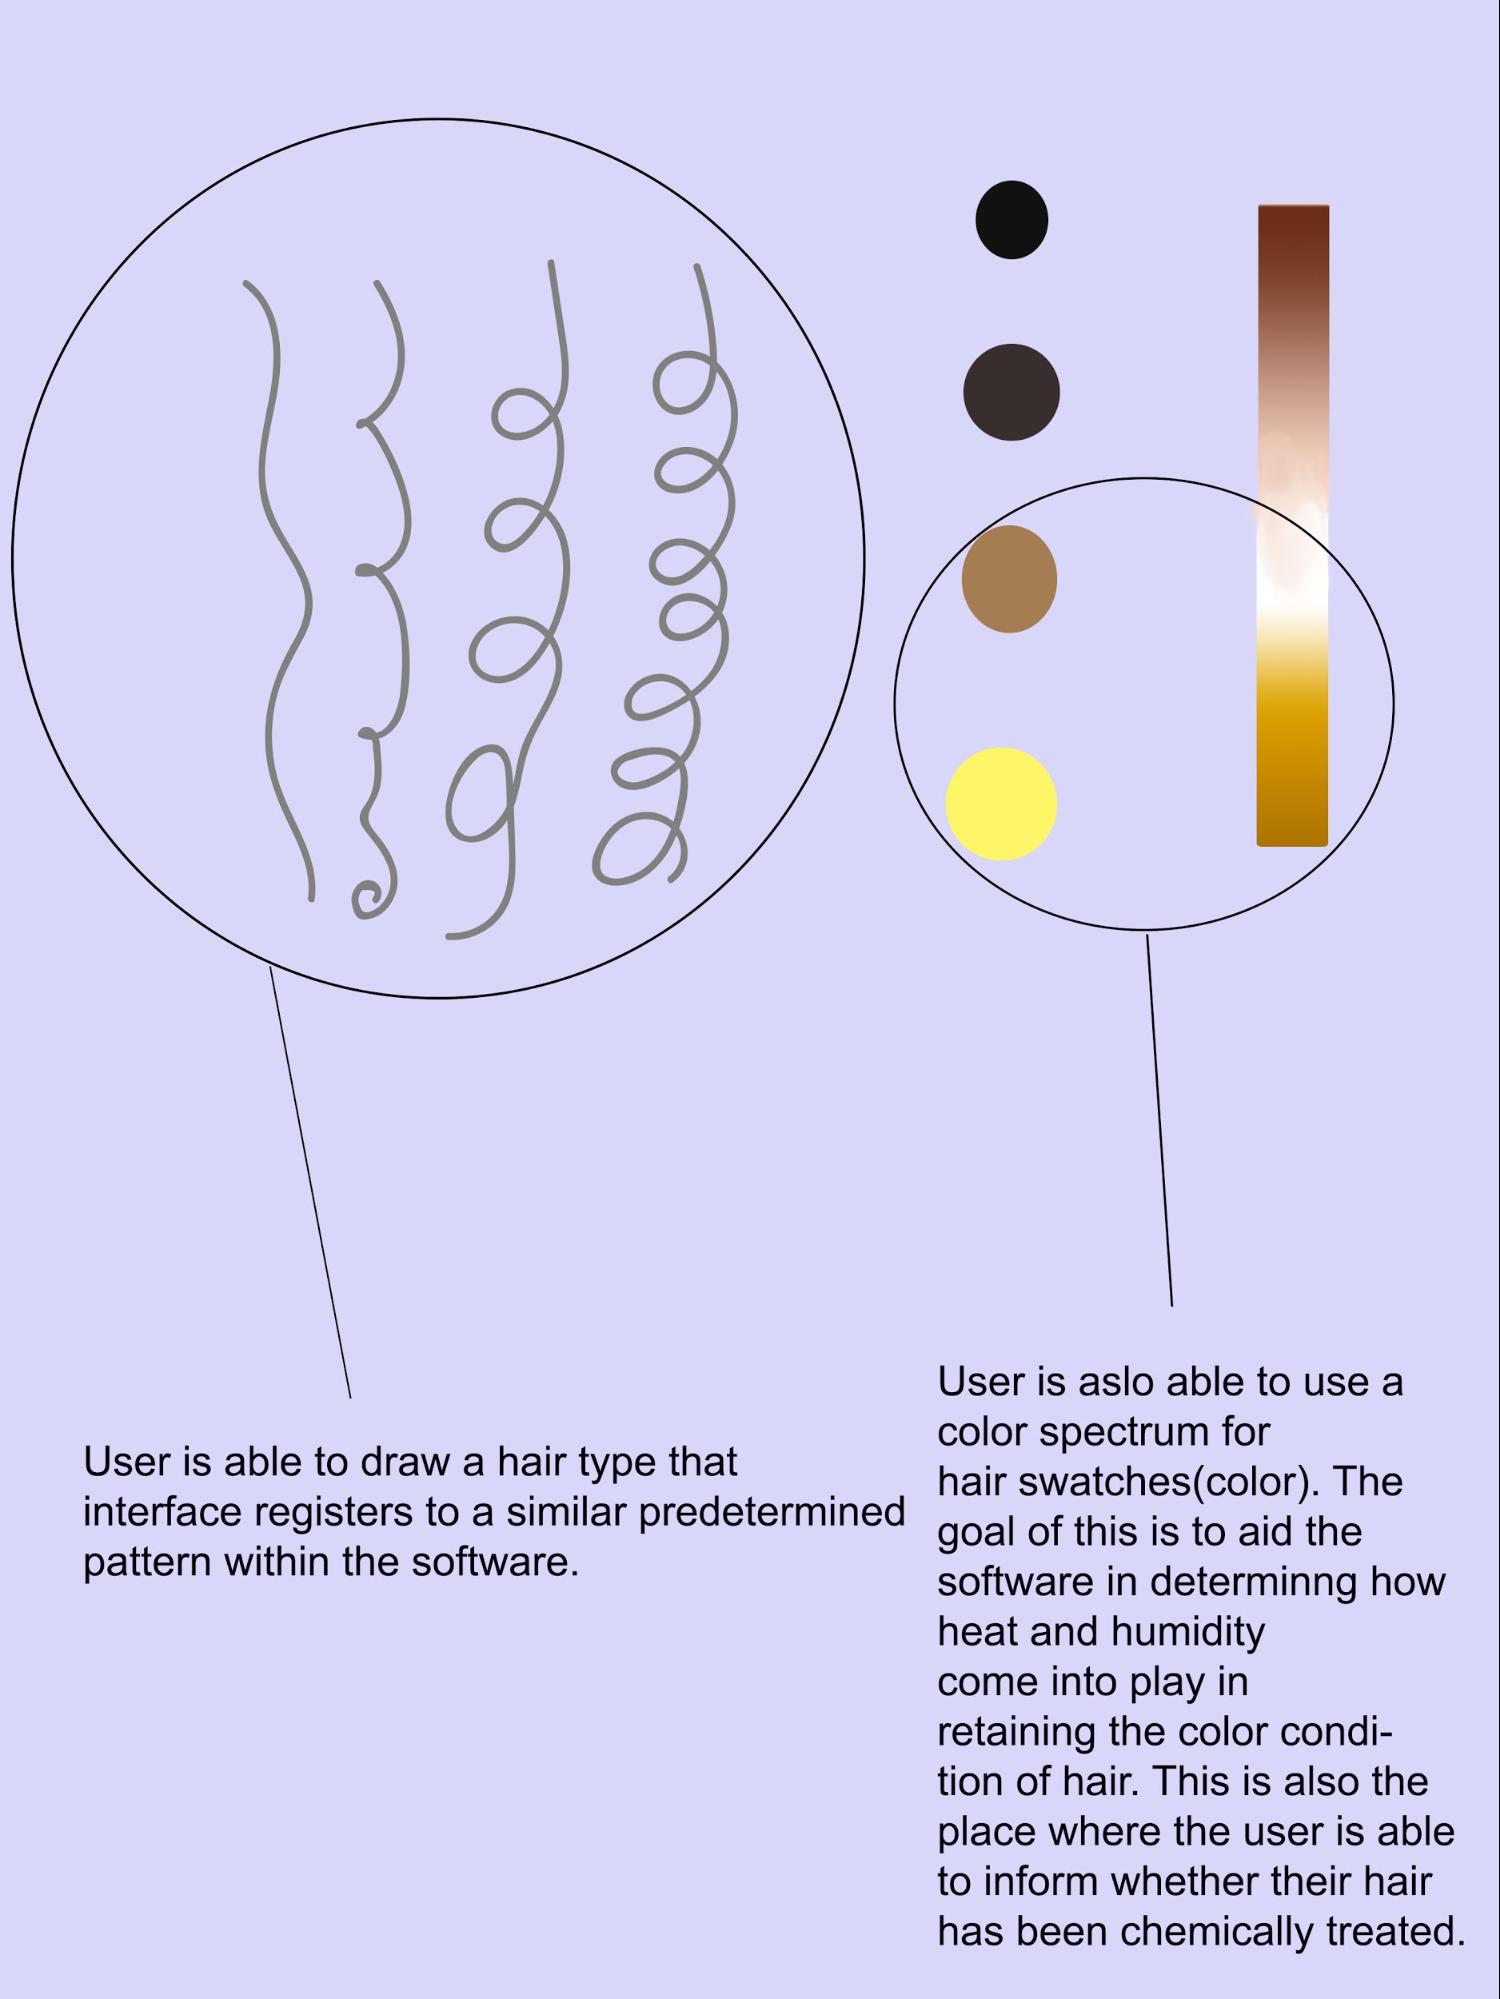 User is able to draw a hair type that
interface registers to a similar predetermined
pattern within the software.
User is aslo able to use a
color spectrum for
hair swatches(color). The
goal of this is to aid the
software in determinng how
heat and humidity
come into play in
retaining the color condi-
tion of hair. This is also the
place where the user is able
to inform whether their hair
has been chemically treated.